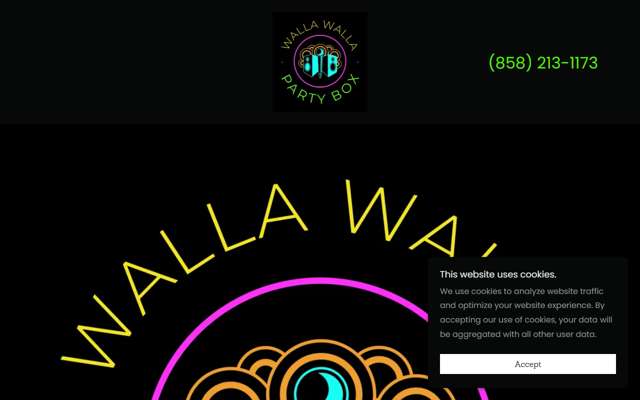 WALLA WALLA
PARTY BOX
(858) 213-1173
WALLA WAL
This website uses cookies.
We use cookies to analyze website traffic
and optimize your website experience. By
accepting our use of cookies, your data will
be aggregated with all other user data.
Accept